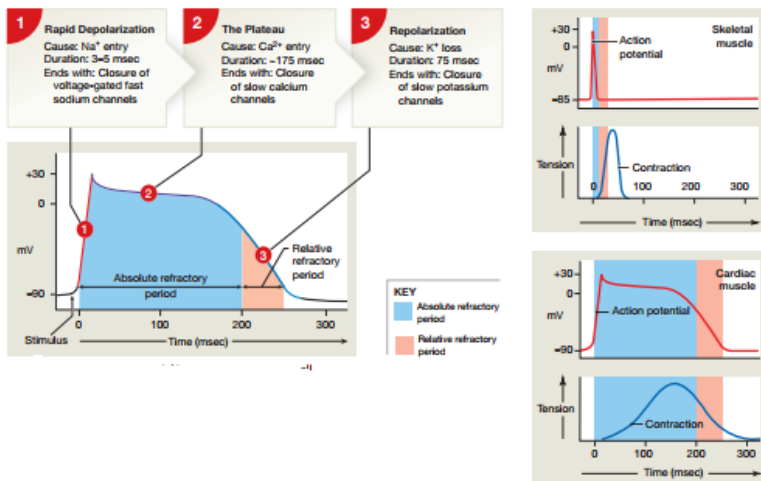 1
Rapid Depolarization
Cause: Na+ entry
Duration: 3–5 msec
Ends with: Closure of
voltage-gated fast
sodium channels
2
The Plateau
Cause: Ca2+ entry
Duration: ~175 msec
Ends with: Closure
of slow calcium
channels
3
Repolarization
Cause: K+ loss
Duration: 75 msec
Ends with: Closure
of slow potassium
channels
+30
0
mV
–90
1
2
3
Absolute refractory
period
Relative
refractory
period
Stimulus
0
100
200
300
Time (msec)
KEY
Absolute refractory
period
Relative refractory
period
Skeletal
muscle
+30
0
mV
–85
Action
potential
Tension
Contraction
0
100
200
300
Time (msec)
Cardiac
muscle
+30
0
mV
–90
Action potential
Tension
Contraction
0
100
200
300
Time (msec)